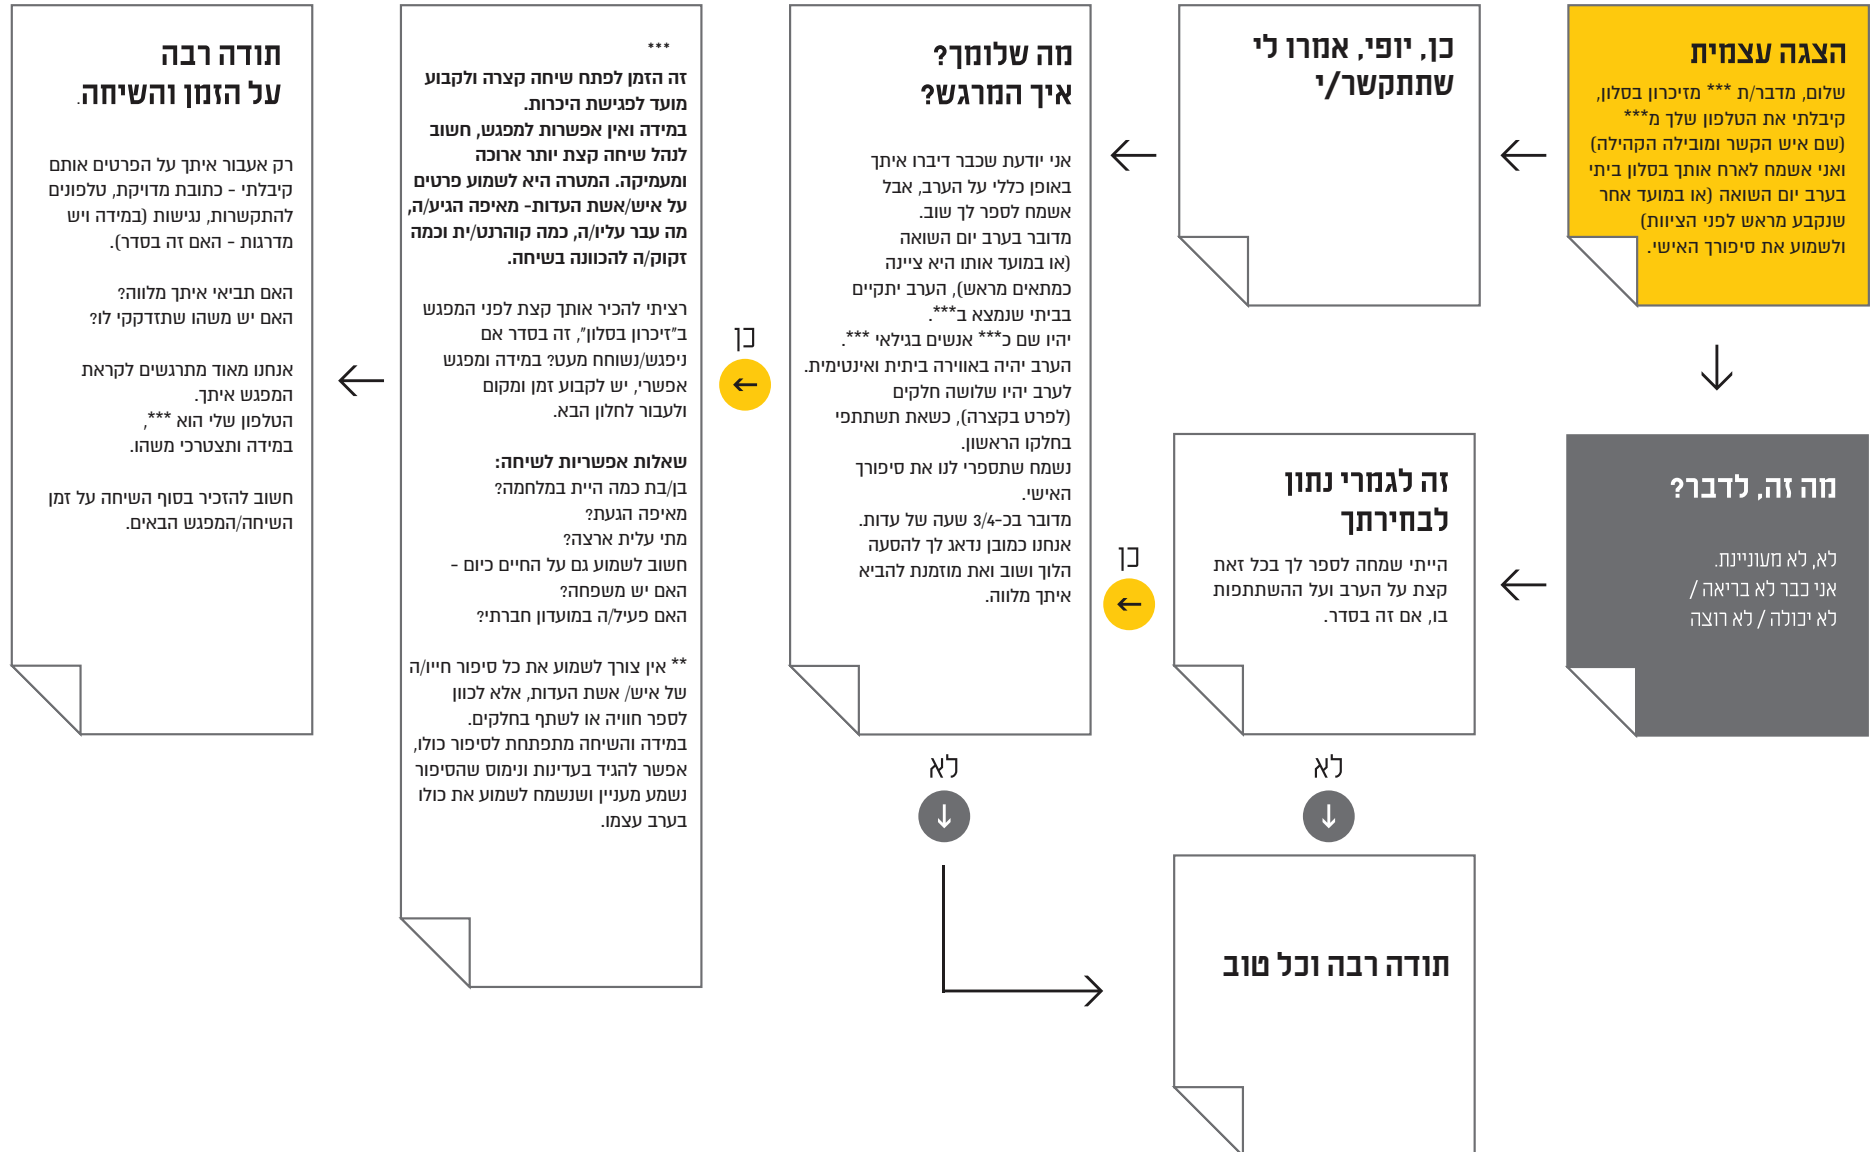 הצגה עצמית
שלום, מדבר/ת *** מזיכרון בסלון,
קיבלתי את הטלפון שלך מ***
(שם איש הקשר ומובילה הקהילה)
ואני אשמח לארח אותך בסלון ביתי
בערב יום השואה (או במועד אחר
שנקבע מראש לפני הציוות)
ולשמוע את סיפורך האישי.
כן, יופי, אמרו לי
שתתקשר/י
מה שלומך?
איך המרגש?
אני יודעת שכבר דיברו איתך
באופן כללי על הערב, אבל
אשמח לספר לך שוב.
מדובר בערב יום השואה
(או במועד אותו היא ציינה
כמתאים מראש), הערב יתקיים
בביתי שנמצא ב***.
יהיו שם כ*** אנשים בגילאי ***.
הערב יהיה באווירה ביתית ואינטימית.
לערב יהיו שלושה חלקים
(לפרט בקצרה), כשאת תשתתפי
בחלקו הראשון.
נשמח שתספרי לנו את סיפורך
האישי.
מדובר בכ-3/4 שעה של עדות.
אנחנו כמובן נדאג לך להסעה
הלוך ושוב ואת מוזמנת להביא
איתך מלווה.
כן
***
זה הזמן לפתח שיחה קצרה ולקבוע
מועד לפגישת היכרות.
במידה ואין אפשרות למפגש, חשוב
לנהל שיחה קצת יותר ארוכה
ומעמיקה. המטרה היא לשמוע פרטים
על איש/אשת העדות- מאיפה הגיע/ה,
מה עבר עליו/ה, כמה קוהרנט/ית וכמה
זקוק/ה להכוונה בשיחה.
רציתי להכיר אותך קצת לפני המפגש
ב"זיכרון בסלון", זה בסדר אם
ניפגש/נשוחח מעט? במידה ומפגש
אפשרי, יש לקבוע זמן ומקום
ולעבור לחלון הבא.
שאלות אפשריות לשיחה:
בן/בת כמה היית במלחמה?
מאיפה הגעת?
מתי עלית ארצה?
חשוב לשמוע גם על החיים כיום -
האם יש משפחה?
האם פעיל/ה במועדון חברתי?
** אין צורך לשמוע את כל סיפור חייו/ה
של איש/ אשת העדות, אלא לכוון
לספר חוויה או לשתף בחלקים.
במידה והשיחה מתפתחת לסיפור כולו,
אפשר להגיד בעדינות ונימוס שהסיפור
נשמע מעניין ושנשמח לשמוע את כולו
בערב עצמו.
תודה רבה
על הזמן והשיחה.
רק אעבור איתך על הפרטים אותם
קיבלתי - כתובת מדויקת, טלפונים
להתקשרות, נגישות (במידה ויש
מדרגות - האם זה בסדר).
האם תביאי איתך מלווה?
האם יש משהו שתזדקקי לו?
אנחנו מאוד מתרגשים לקראת
המפגש איתך.
הטלפון שלי הוא ***,
במידה ותצטרכי משהו.
חשוב להזכיר בסוף השיחה על זמן
השיחה/המפגש הבאים.
מה זה, לדבר?
לא, לא מעוניינת.
אני כבר לא בריאה /
לא יכולה / לא רוצה
זה לגמרי נתון
לבחירתך
הייתי שמחה לספר לך בכל זאת
קצת על הערב ועל ההשתתפות
בו, אם זה בסדר.
כן
לא
לא
תודה רבה וכל טוב